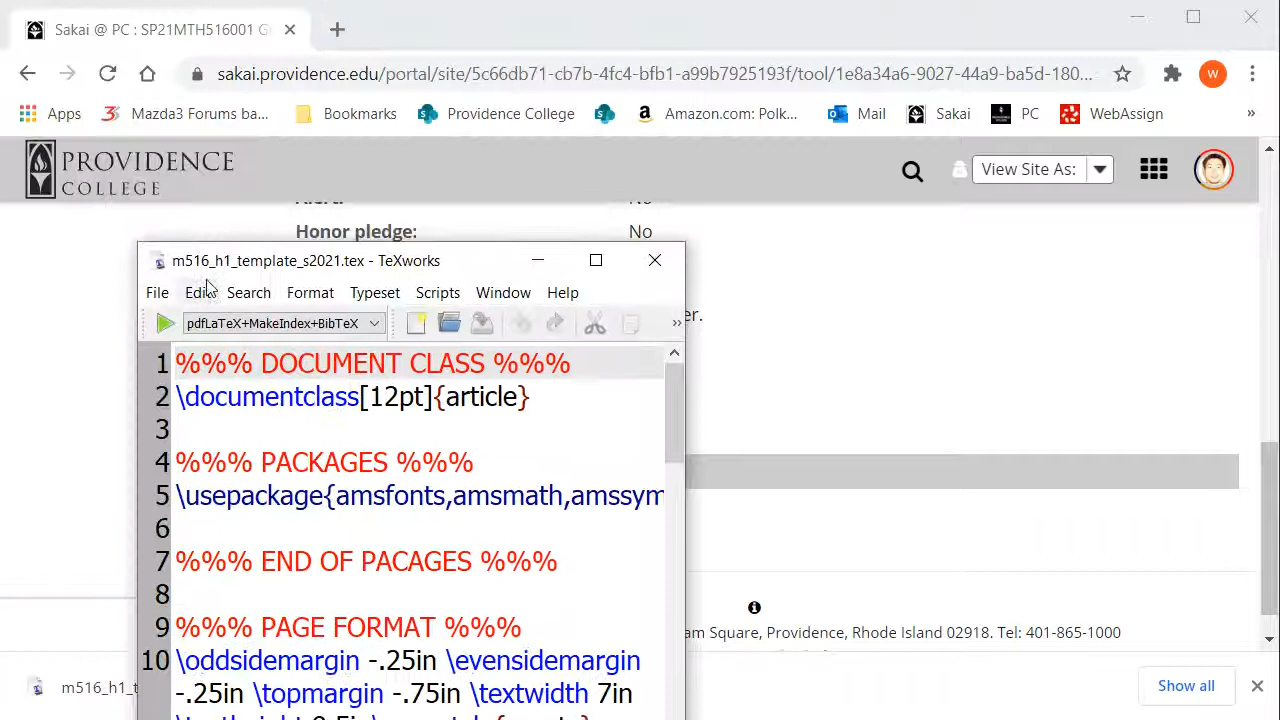 Sakai @ PC : SP21MTH516001 G
sakai.providence.edu/portal/site/5c66db71-cb7b-4fc4-bfb1-a99b7925193f/tool/1e8a34a6-9027-44a9-ba5d-180...
W
Apps Mazda3 Forums ba... Bookmarks Providence College Amazon.com: Polk... Mail Sakai PC WebAssign »
PROVIDENCE
COLLEGE
View Site As:
No
Honor pledge: No
m516_h1_template_s2021.tex - TeXworks
File Edit Search Format Typeset Scripts Window Help
pdfLaTeX+MakeIndex+BibTeX »
er.
1 %%% DOCUMENT CLASS %%%
2 \documentclass[12pt]{article}
3
4 %%% PACKAGES %%%
5 \usepackage{amsfonts,amsmath,amssym
6
7 %%% END OF PACAGES %%%
8
9 %%% PAGE FORMAT %%%
10 \oddsidemargin -.25in \evensidemargin
-.25in \topmargin -.75in \textwidth 7in
am Square, Providence, Rhode Island 02918. Tel: 401-865-1000
m516_h1_t
Show all